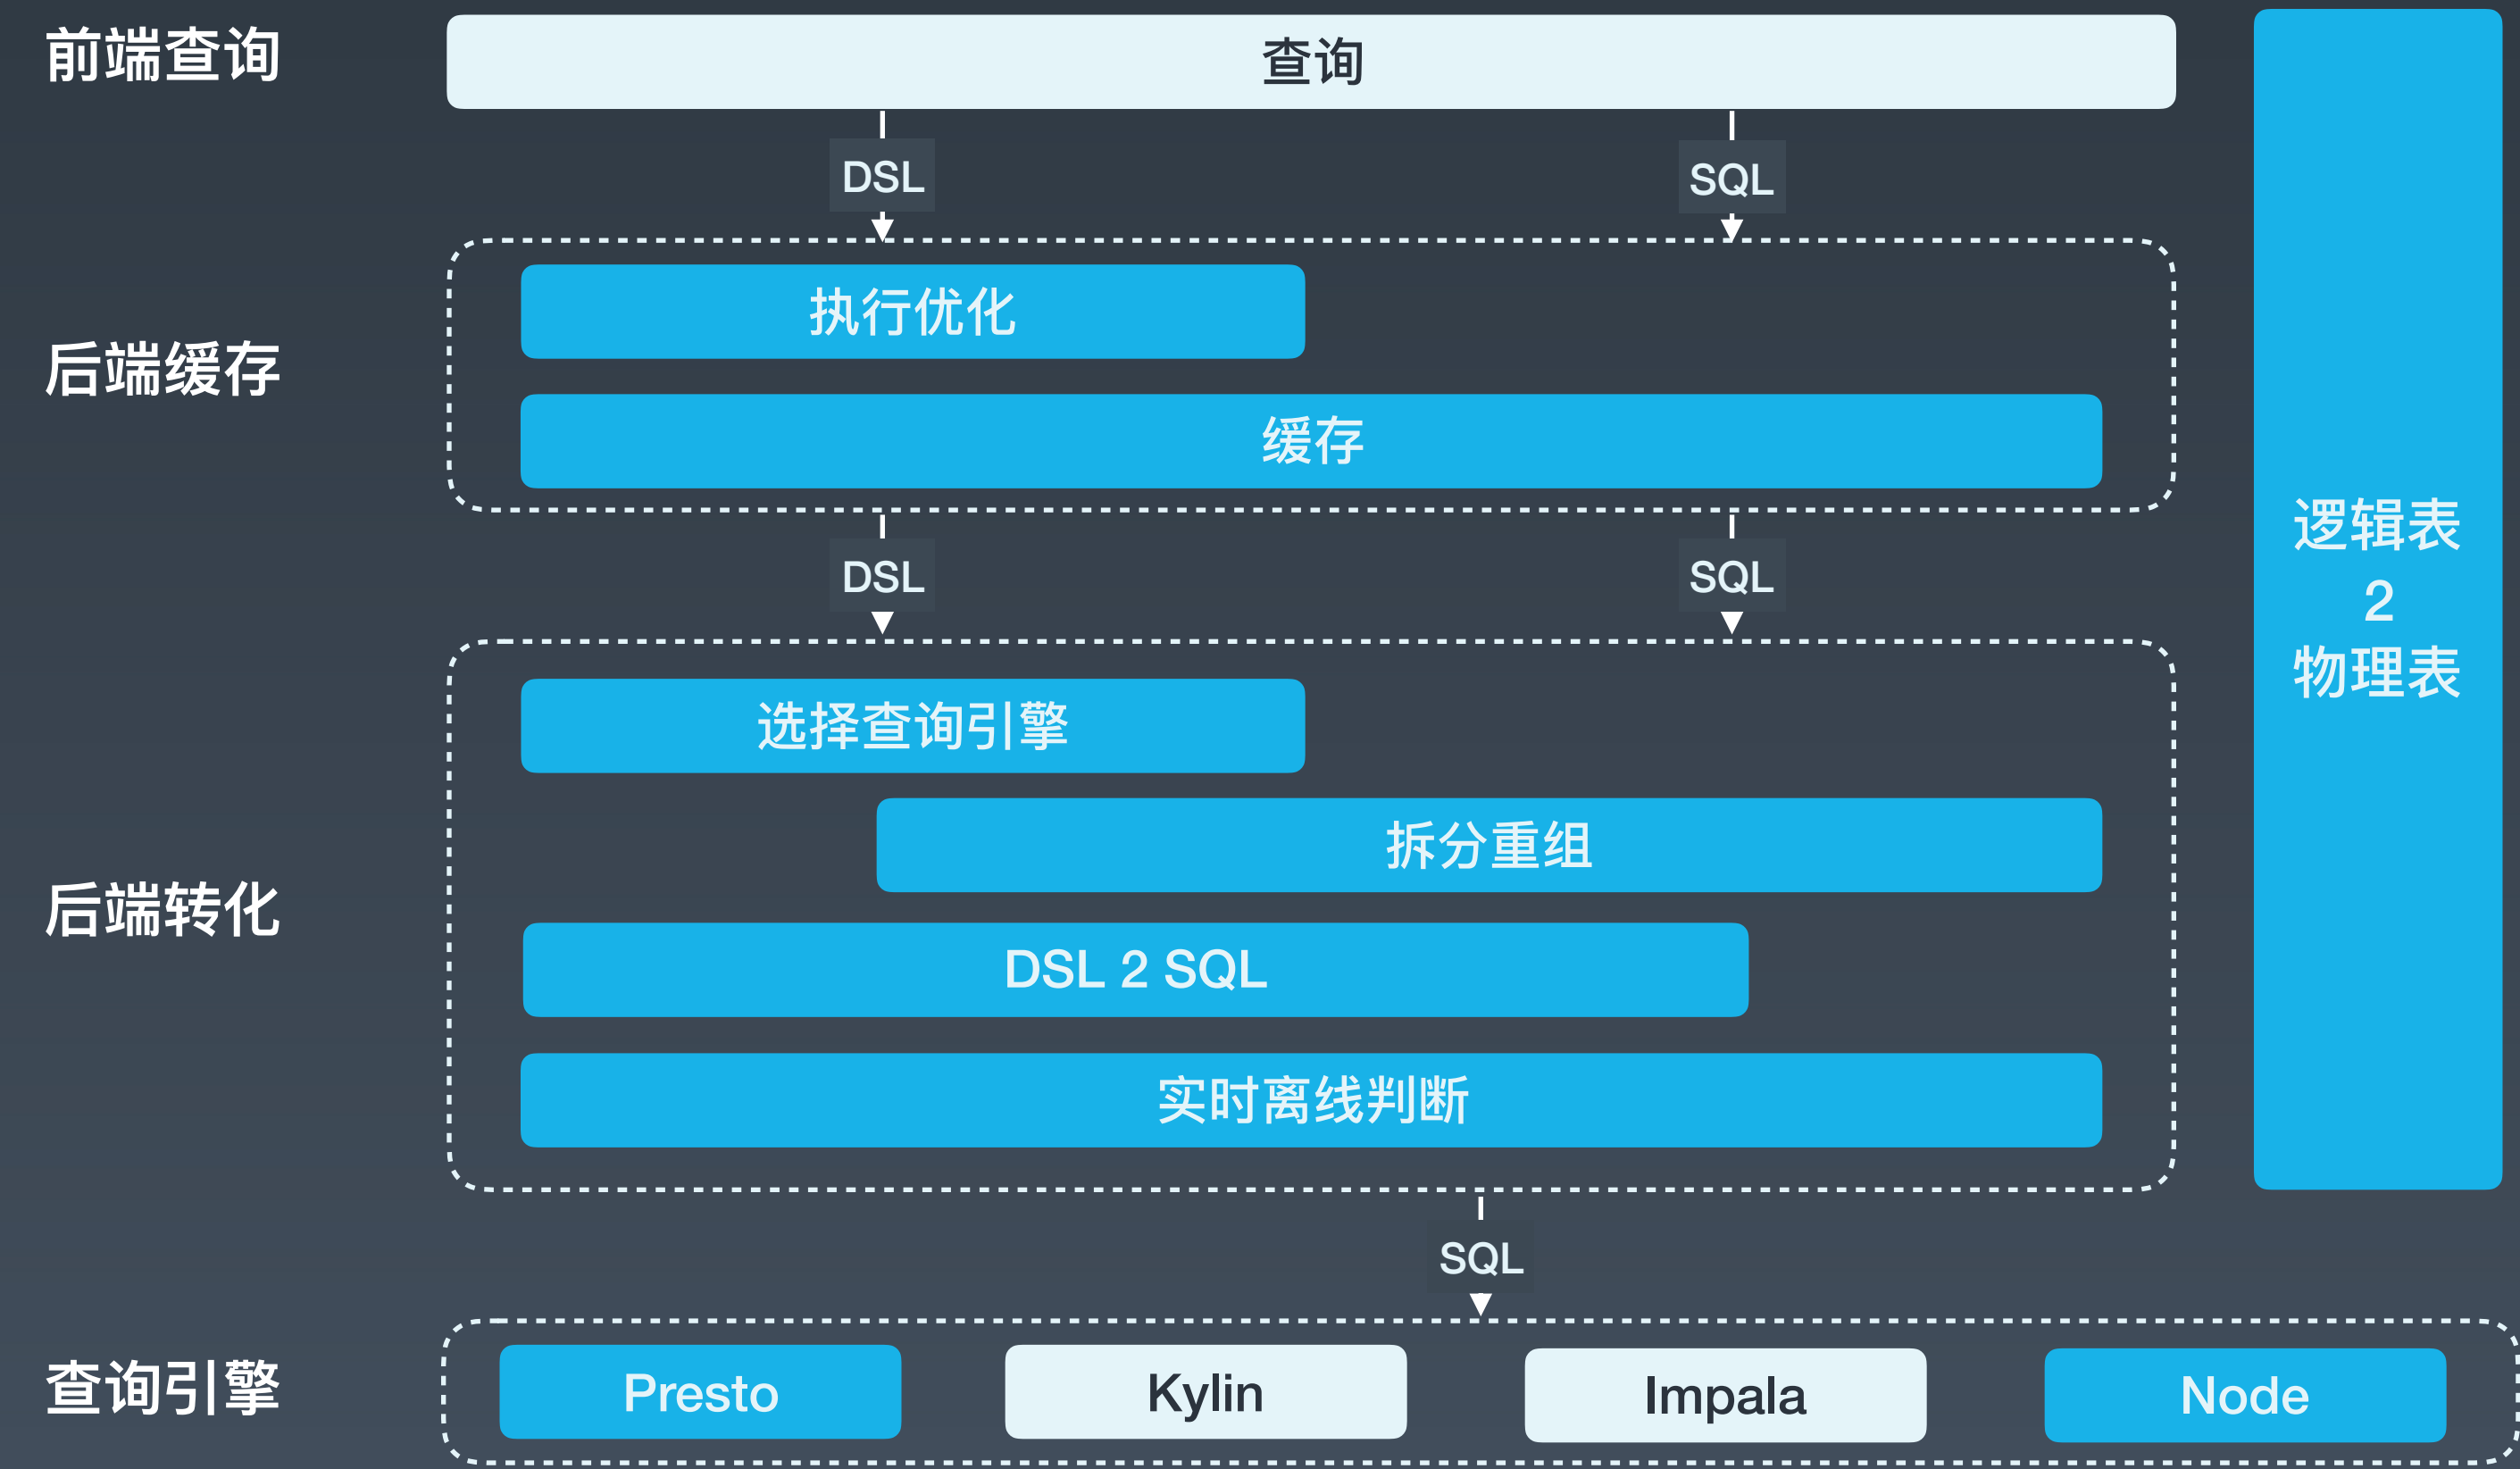 前端查询
查询
DSL
SQL
后端缓存
执行优化
缓存
DSL
SQL
逻辑表
2
物理表
后端转化
选择查询引擎
拆分重组
DSL 2 SQL
实时离线判断
SQL
查询引擎
Presto
Kylin
Impala
Node